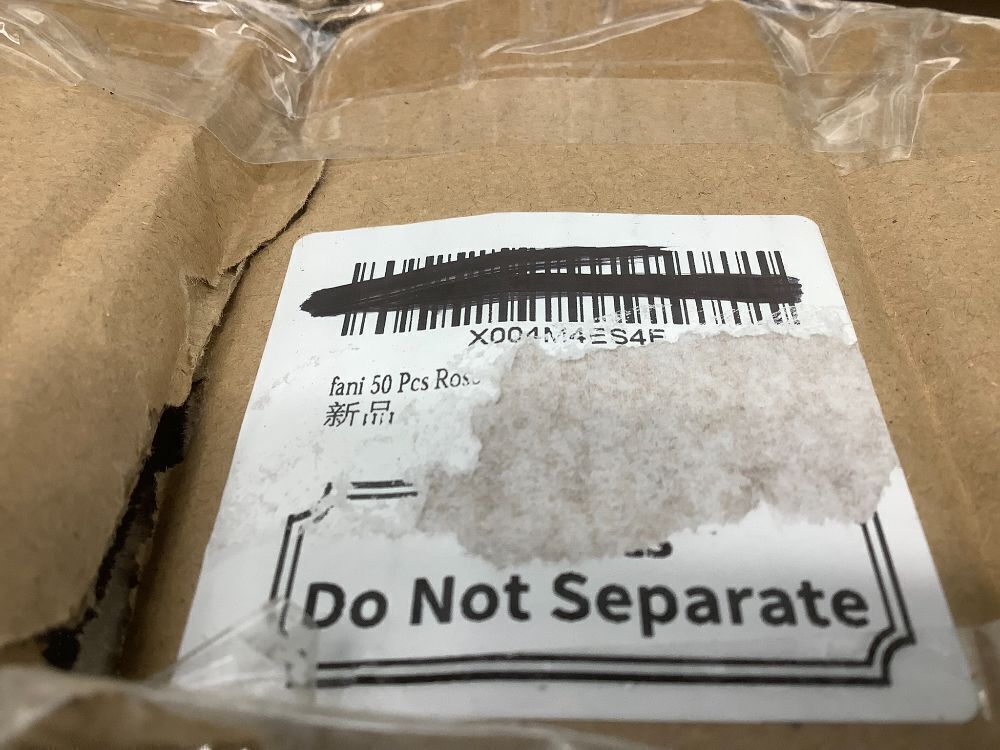 X004M4ES4F
fani 50 Pcs
新品
Do Not Separate